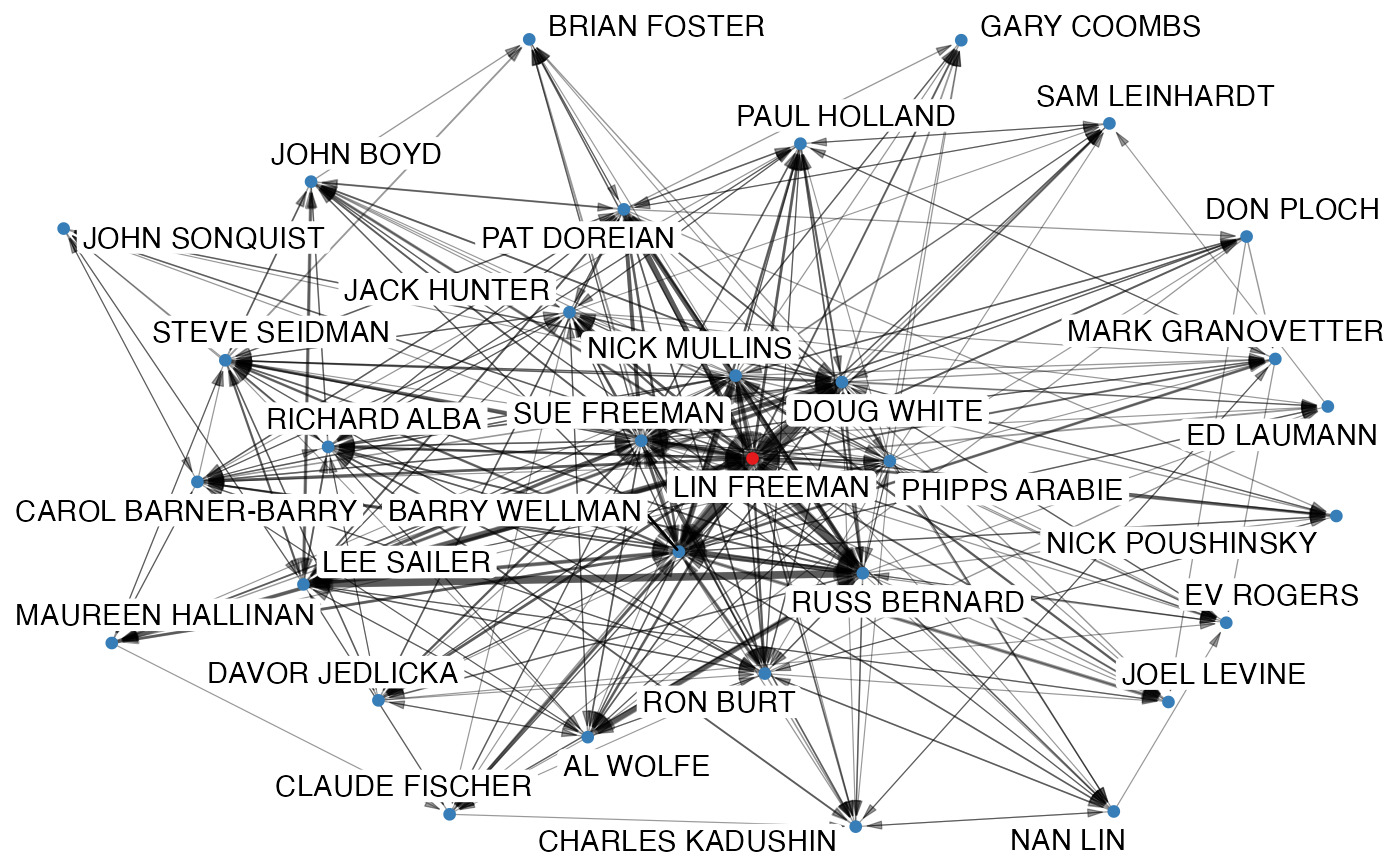 BRIAN FOSTER
GARY COOMBS
SAM LEINHARDT
PAUL HOLLAND
JOHN BOYD
DON PLOCH
JOHN SONQUIST
PAT DOREIAN
JACK HUNTER
STEVE SEIDMAN
MARK GRANOVETTER
NICK MULLINS
RICHARD ALBA
SUE FREEMAN
DOUG WHITE
ED LAUMANN
LIN FREEMAN
PHIPPS ARABIE
CAROL BARNER-BARRY
BARRY WELLMAN
NICK POUSHINSKY
LEE SAILER
EV ROGERS
RUSS BERNARD
MAUREEN HALLINAN
DAVOR JEDLICKA
JOEL LEVINE
RON BURT
AL WOLFE
CLAUDE FISCHER
CHARLES KADUSHIN
NAN LIN